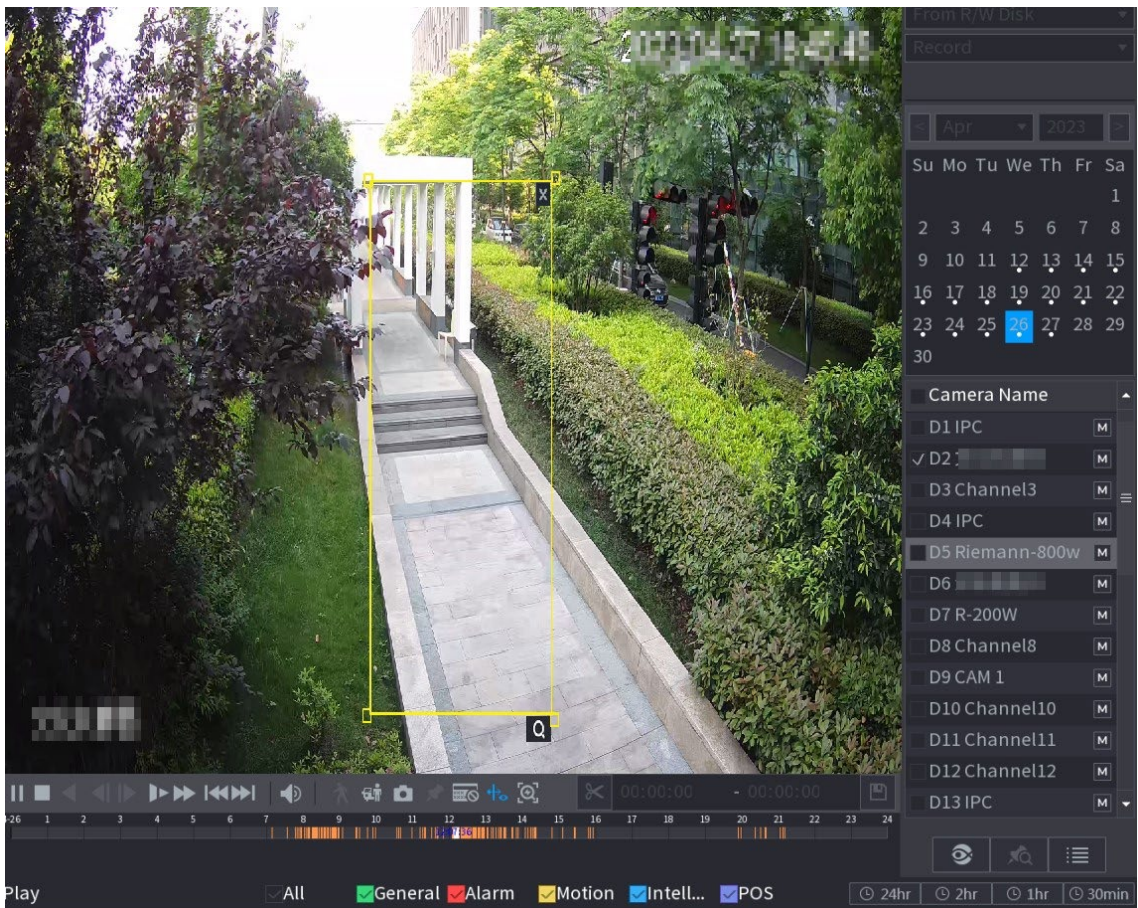 From R/W Disk
Record
< Apr 2023 >
Su Mo Tu We Th Fr Sa
1
2 3 4 5 6 7 8
9 10 11 12 13 14 15
16 17 18 19 20 21 22
23 24 25 26 27 28 29
30
Camera Name
D1 IPC M
D2 M
D3 Channel3 M
D4 IPC M
D5 Riemann-800w M
D6 M
D7 R-200W M
D8 Channel8 M
D9 CAM 1 M
D10 Channel10 M
D11 Channel11 M
D12 Channel12 M
D13 IPC M
X
Q
00:00:00 - 00:00:00
1 2 3 4 5 6 7 8 9 10 11 12 13 14 15 16 17 18 19 20 21 22 23 24
Play
All General Alarm Motion Intell... POS
24hr 2hr 1hr 30min